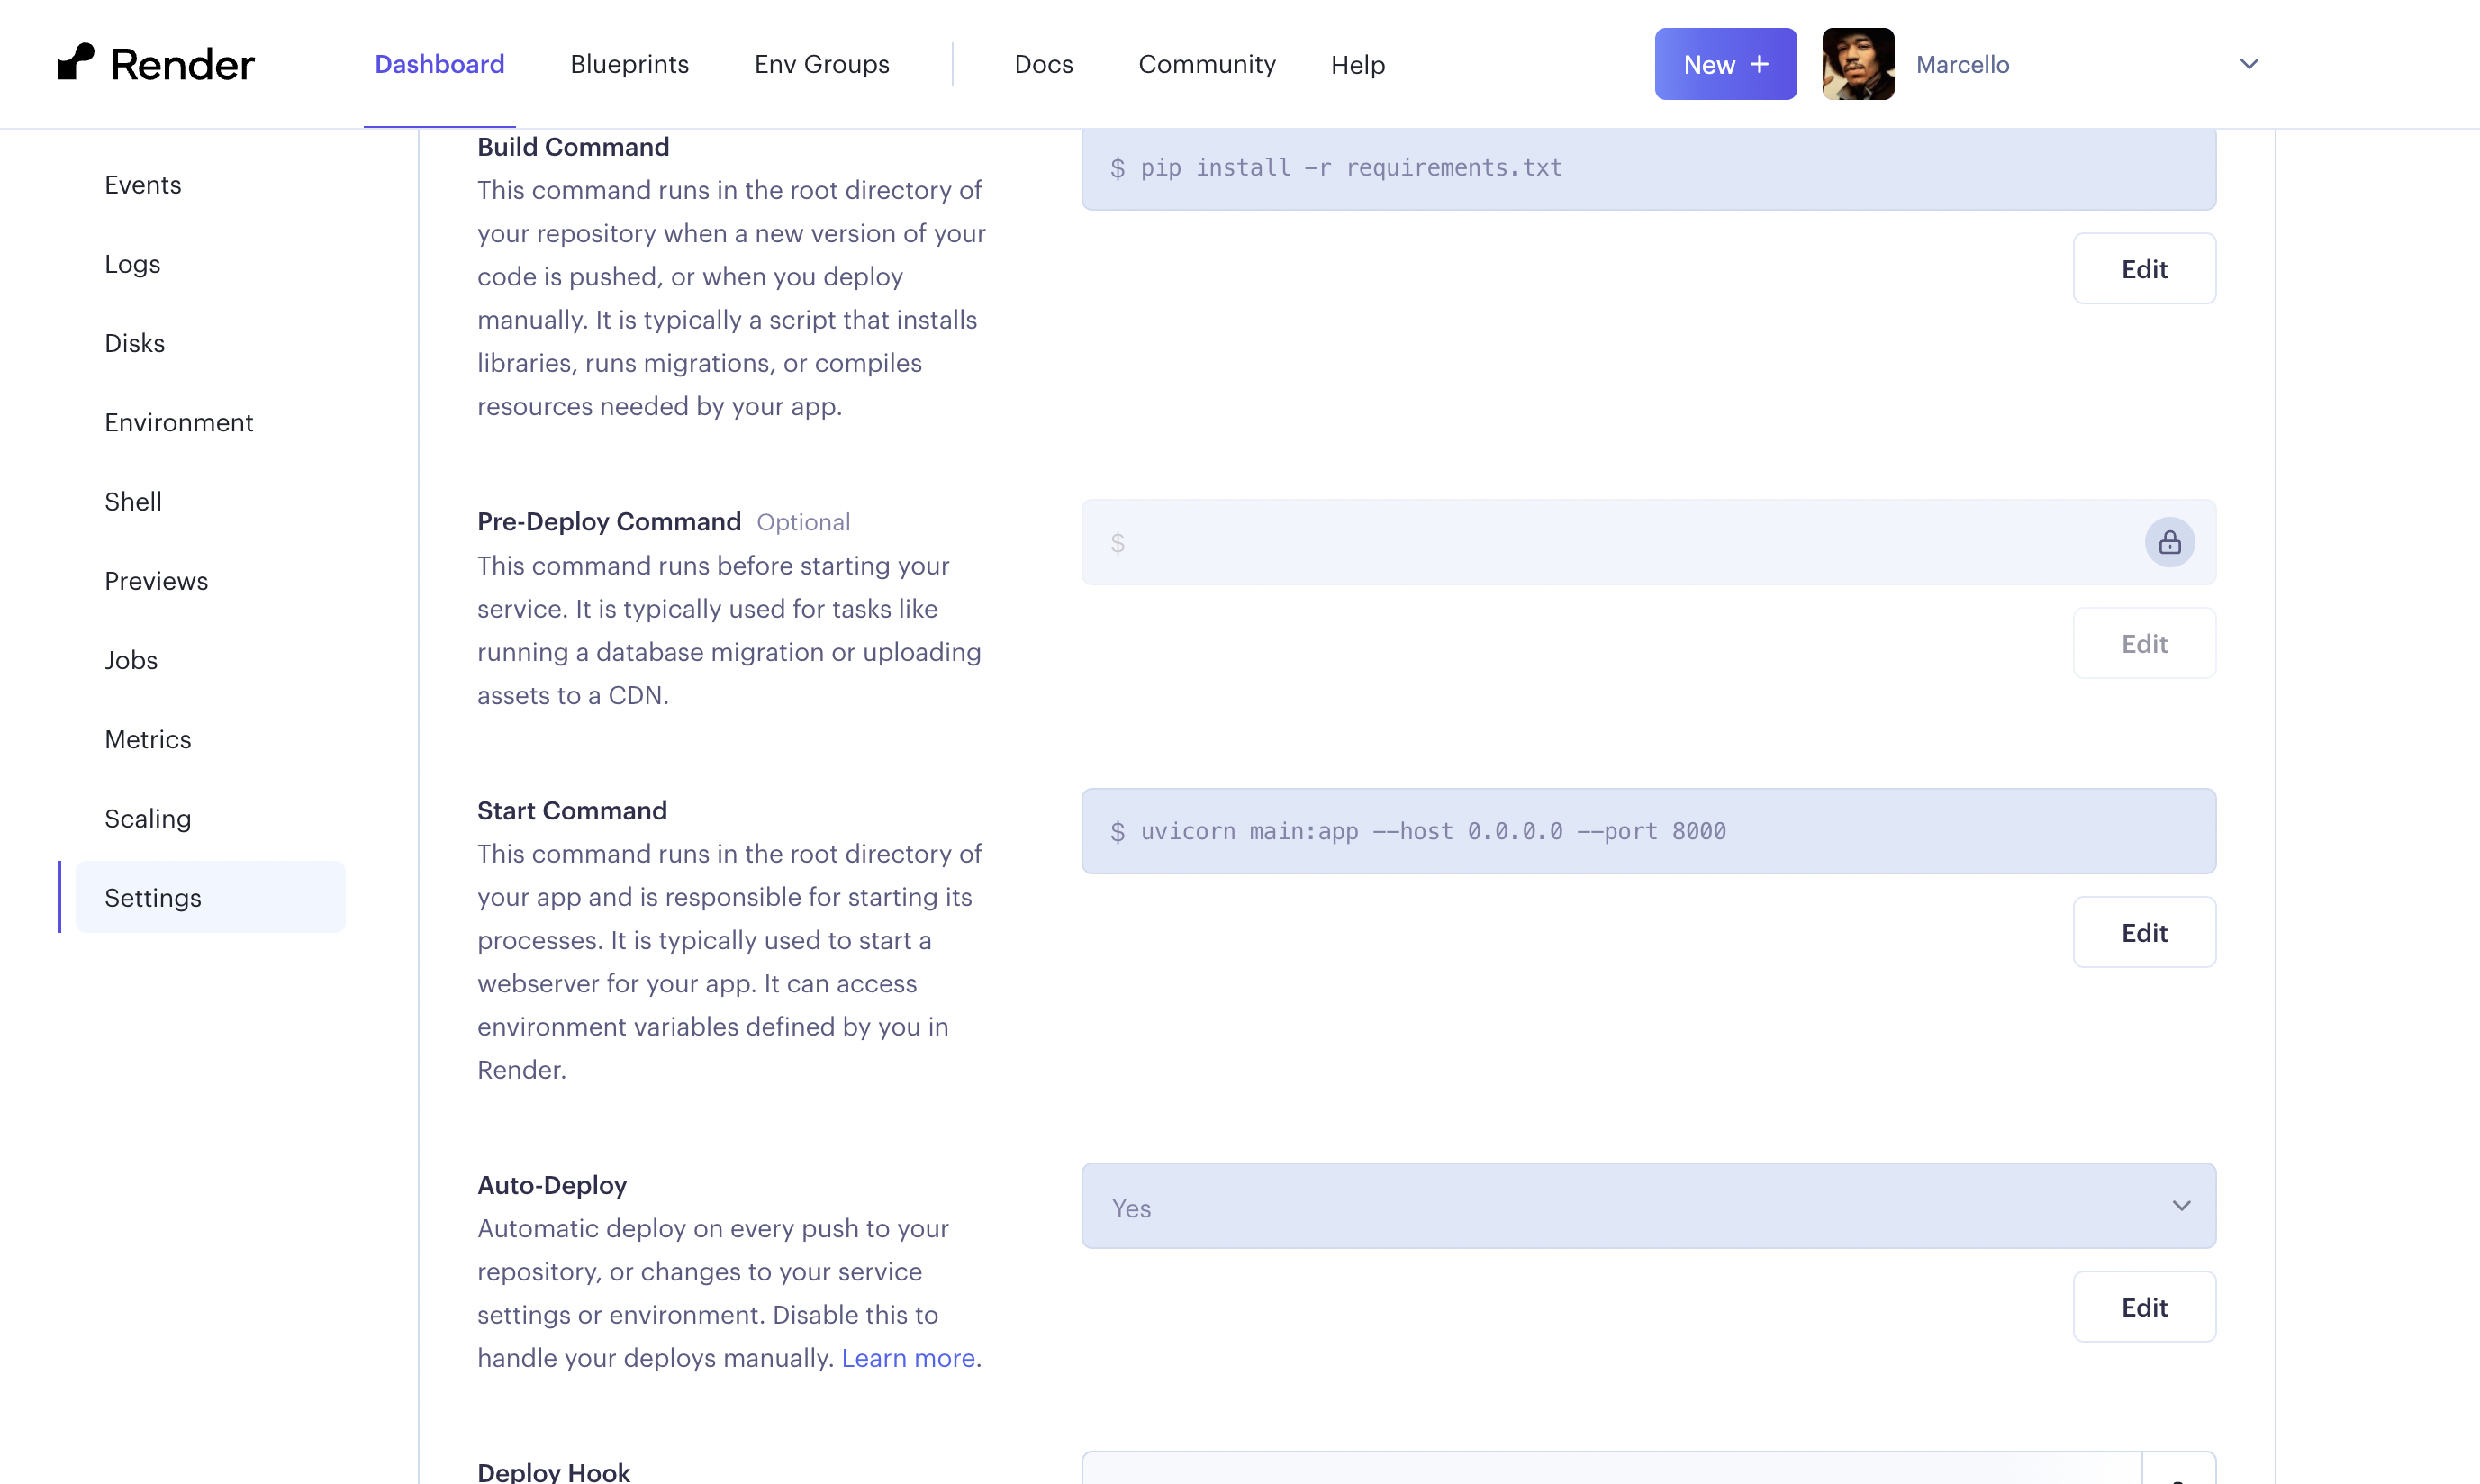 Render
Dashboard
Blueprints
Env Groups
Docs
Community
Help
New +
Marcello
Events
Logs
Disks
Environment
Shell
Previews
Jobs
Metrics
Scaling
Settings
Build Command
This command runs in the root directory of
your repository when a new version of your
code is pushed, or when you deploy
manually. It is typically a script that installs
libraries, runs migrations, or compiles
resources needed by your app.
$ pip install -r requirements.txt
Edit
Pre-Deploy Command Optional
This command runs before starting your
service. It is typically used for tasks like
running a database migration or uploading
assets to a CDN.
$
Edit
Start Command
This command runs in the root directory of
your app and is responsible for starting its
processes. It is typically used to start a
webserver for your app. It can access
environment variables defined by you in
Render.
$ uvicorn main:app --host 0.0.0.0 --port 8000
Edit
Auto-Deploy
Automatic deploy on every push to your
repository, or changes to your service
settings or environment. Disable this to
handle your deploys manually. Learn more.
Yes
Edit
Deploy Hook